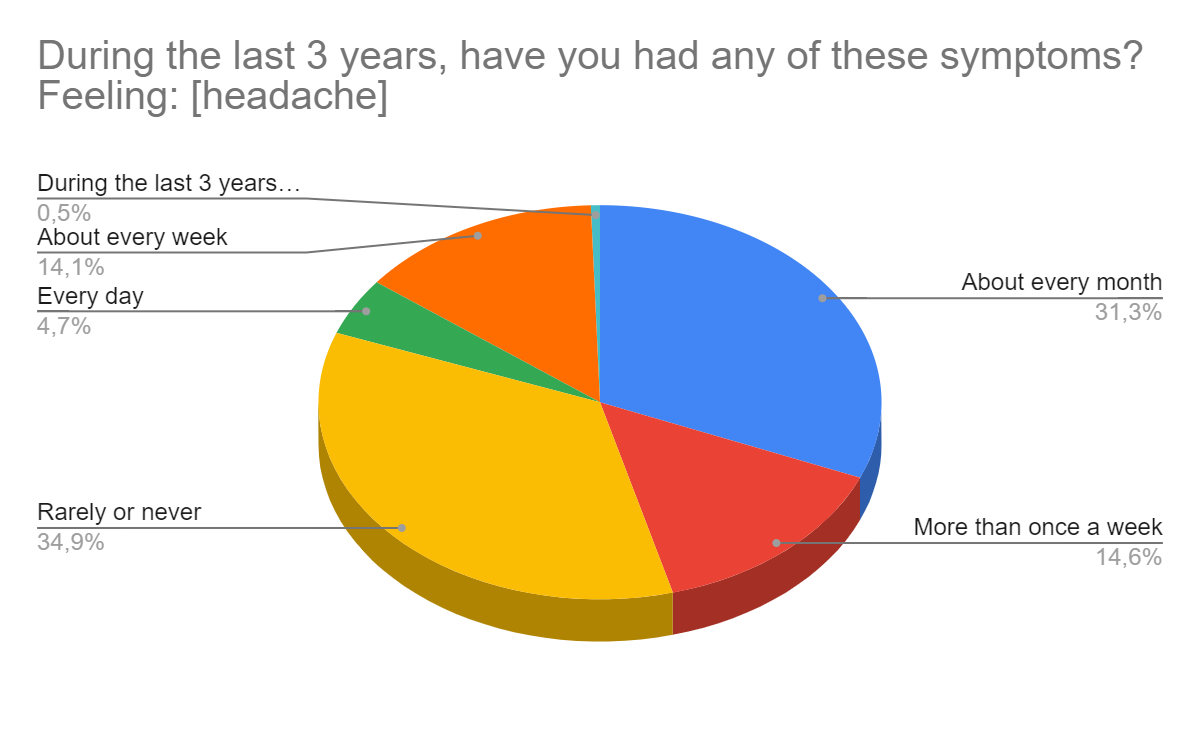 During the last 3 years, have you had any of these symptoms?
Feeling: [headache]
During the last 3 years…
0,5%
About every week
14,1%
Every day
4,7%
Rarely or never
34,9%
About every month
31,3%
More than once a week
14,6%